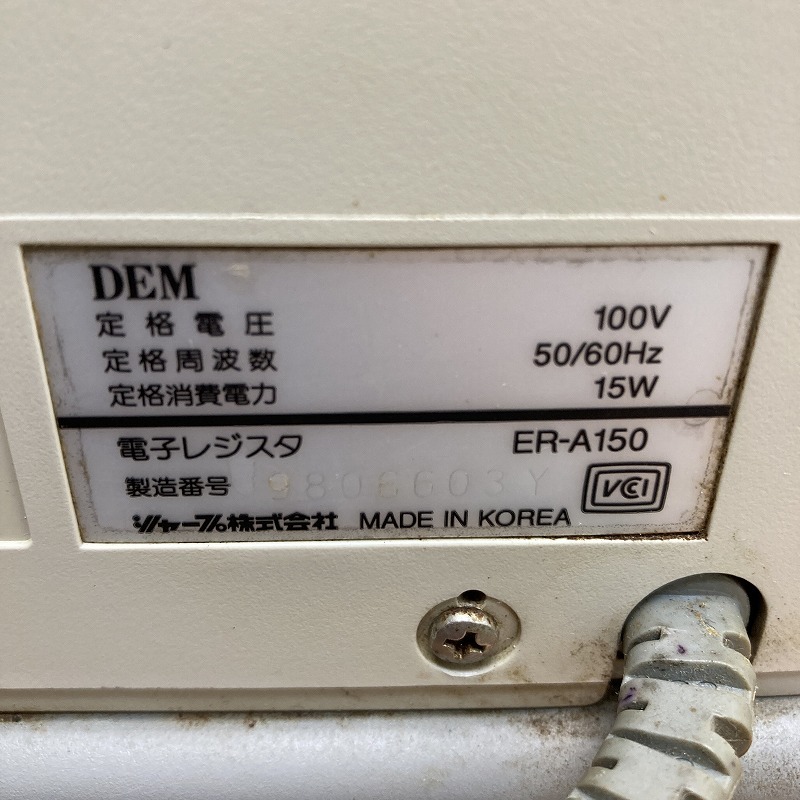 DEM
定格電圧 100V
定格周波数 50/60Hz
定格消費電力 15W
電子レジスタ ER-A150
製造番号
VCCI
シャープ株式会社 MADE IN KOREA